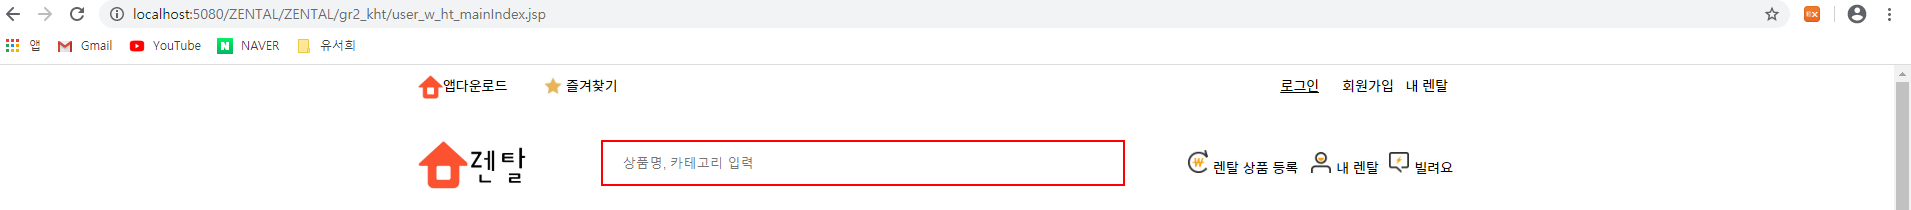 localhost:5080/ZENTAL/ZENTAL/gr2_kht/user_w_ht_mainIndex.jsp
앱 Gmail YouTube NAVER 유서희
앱다운로드 즐겨찾기 로그인 회원가입 내 렌탈
젠탈 상품명, 카테고리 입력 렌탈 상품 등록 내 렌탈 빌려요